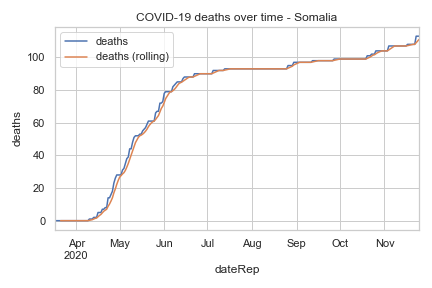 COVID-19 deaths over time - Somalia
deaths
deaths (rolling)
100
80
60
40
20
0
deaths
Apr
2020
May
Jun
Jul
Aug
Sep
Oct
Nov
dateRep